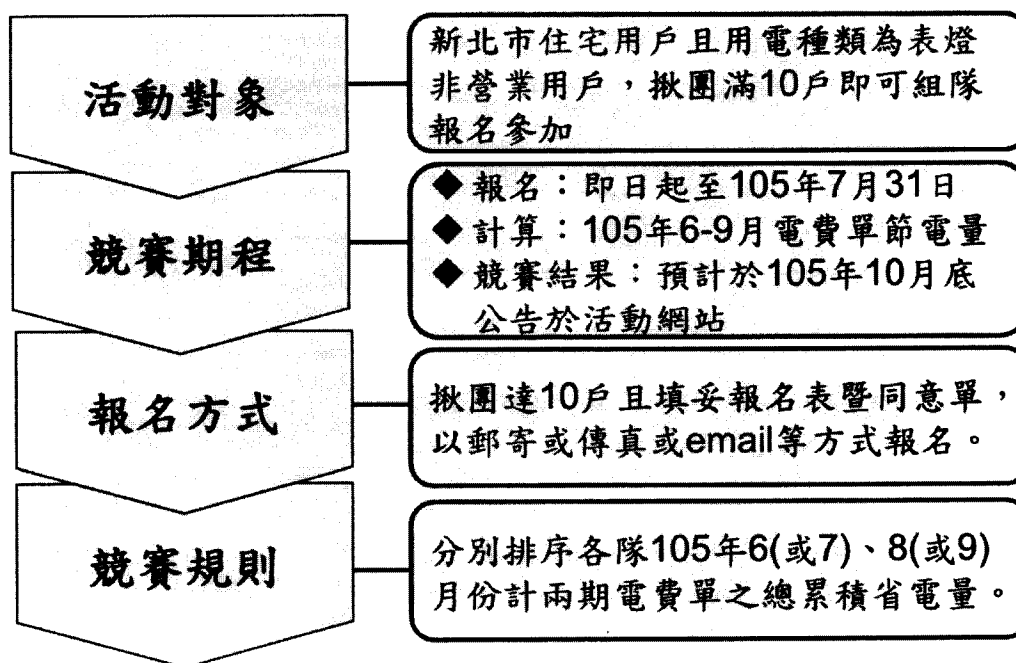 活動對象
新北市住宅用戶且用電種類為表燈
非營業用戶，揪團滿10戶即可組隊
報名參加
競賽期程
◆報名：即日起至105年7月31日
◆計算：105年6-9月電費單節電量
◆競賽結果：預計於105年10月底
公告於活動網站
報名方式
揪團達10戶且填妥報名表暨同意單，
以郵寄或傳真或email等方式報名。
競賽規則
分別排序各隊105年6(或7)、8(或9)
月份計兩期電費單之總累積省電量。